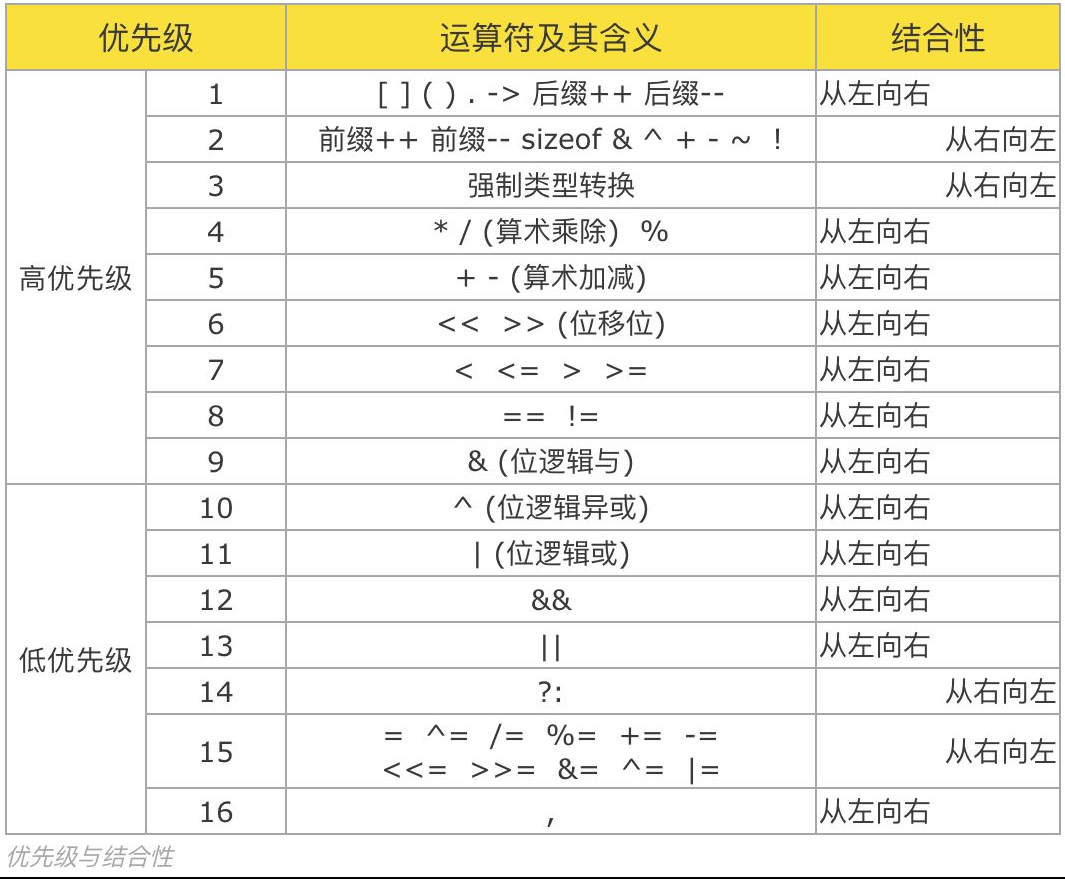 优先级 运算符及其含义 结合性
高优先级
1 [ ] ( ) . -> 后缀++ 后缀-- 从左向右
2 前缀++ 前缀-- sizeof & ^ + - ~ ! 从右向左
3 强制类型转换 从右向左
4 * / (算术乘除) % 从左向右
5 + - (算术加减) 从左向右
6 << >> (位移位) 从左向右
7 < <= > >= 从左向右
8 == != 从左向右
9 & (位逻辑与) 从左向右
低优先级
10 ^ (位逻辑异或) 从左向右
11 | (位逻辑或) 从左向右
12 && 从左向右
13 || 从左向右
14 ?: 从右向左
15 = ^= /= %= += -= 从右向左
<<= >>= &= ^= |=
16 , 从左向右
优先级与结合性